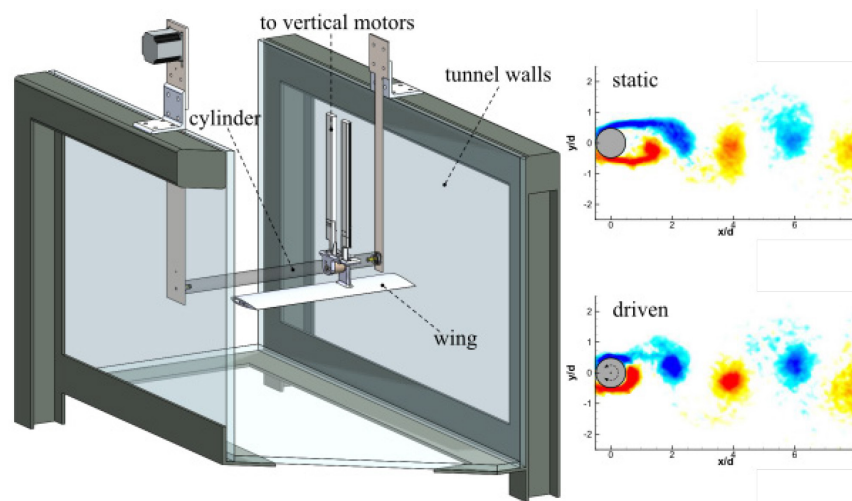 to vertical motors
tunnel walls
cylinder
wing
static
y/d
2
1
0
-1
-2
0 2 4 6
x/d
driven
y/d
2
1
0
-1
-2
0 2 4 6
x/d